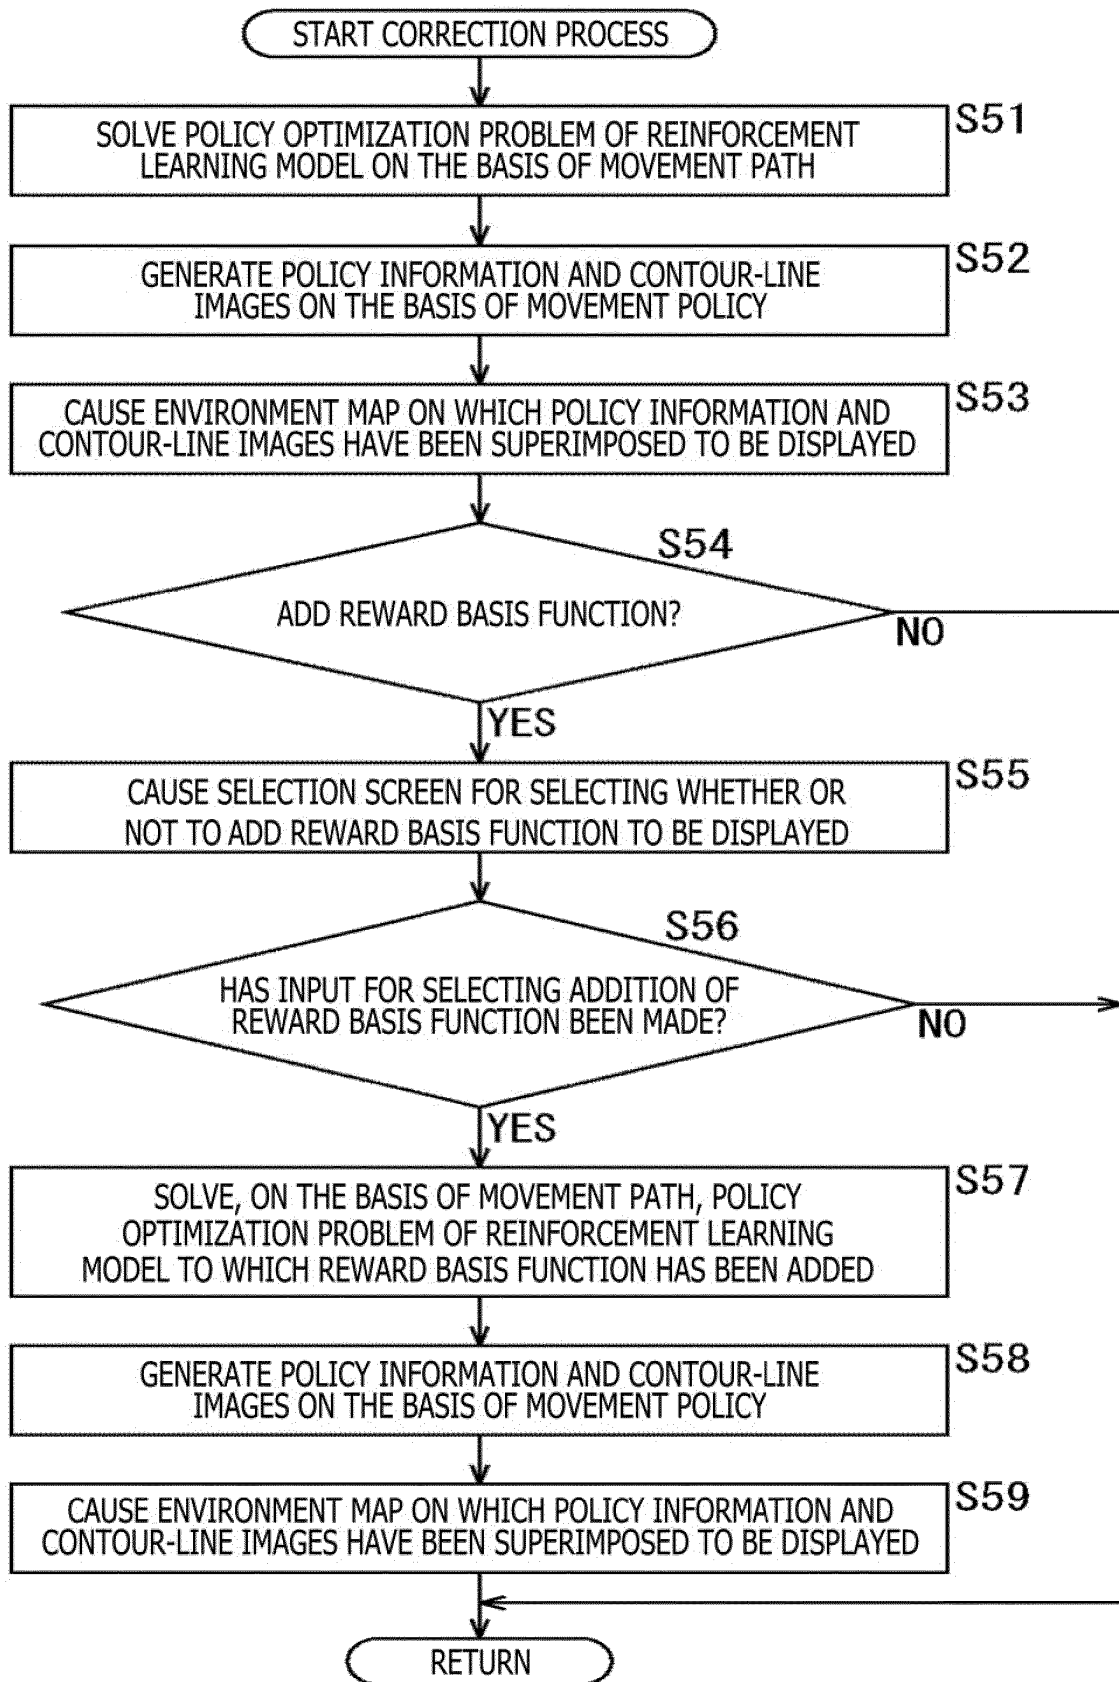 START CORRECTION PROCESS
S51
SOLVE POLICY OPTIMIZATION PROBLEM OF REINFORCEMENT
LEARNING MODEL ON THE BASIS OF MOVEMENT PATH
S52
GENERATE POLICY INFORMATION AND CONTOUR-LINE
IMAGES ON THE BASIS OF MOVEMENT POLICY
S53
CAUSE ENVIRONMENT MAP ON WHICH POLICY INFORMATION AND
CONTOUR-LINE IMAGES HAVE BEEN SUPERIMPOSED TO BE DISPLAYED
S54
ADD REWARD BASIS FUNCTION?
NO
YES
S55
CAUSE SELECTION SCREEN FOR SELECTING WHETHER OR
NOT TO ADD REWARD BASIS FUNCTION TO BE DISPLAYED
S56
HAS INPUT FOR SELECTING ADDITION OF
REWARD BASIS FUNCTION BEEN MADE?
NO
YES
S57
SOLVE, ON THE BASIS OF MOVEMENT PATH, POLICY
OPTIMIZATION PROBLEM OF REINFORCEMENT LEARNING
MODEL TO WHICH REWARD BASIS FUNCTION HAS BEEN ADDED
S58
GENERATE POLICY INFORMATION AND CONTOUR-LINE
IMAGES ON THE BASIS OF MOVEMENT POLICY
S59
CAUSE ENVIRONMENT MAP ON WHICH POLICY INFORMATION AND
CONTOUR-LINE IMAGES HAVE BEEN SUPERIMPOSED TO BE DISPLAYED
RETURN